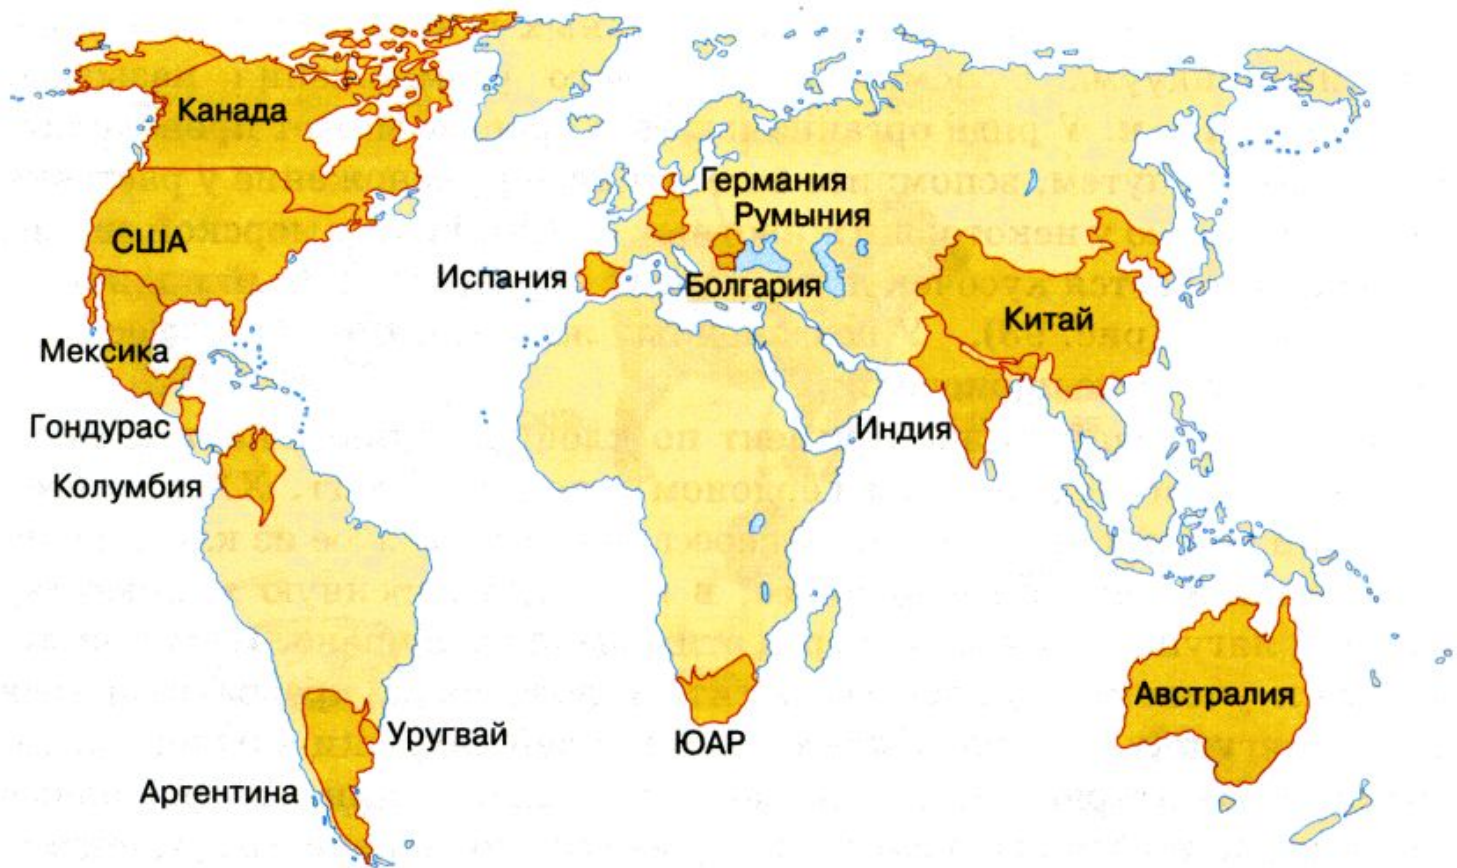 Канада
США
Мексика
Гондурас
Колумбия
Уругвай
Аргентина
Германия
Румыния
Испания
Болгария
ЮАР
Китай
Индия
Австралия